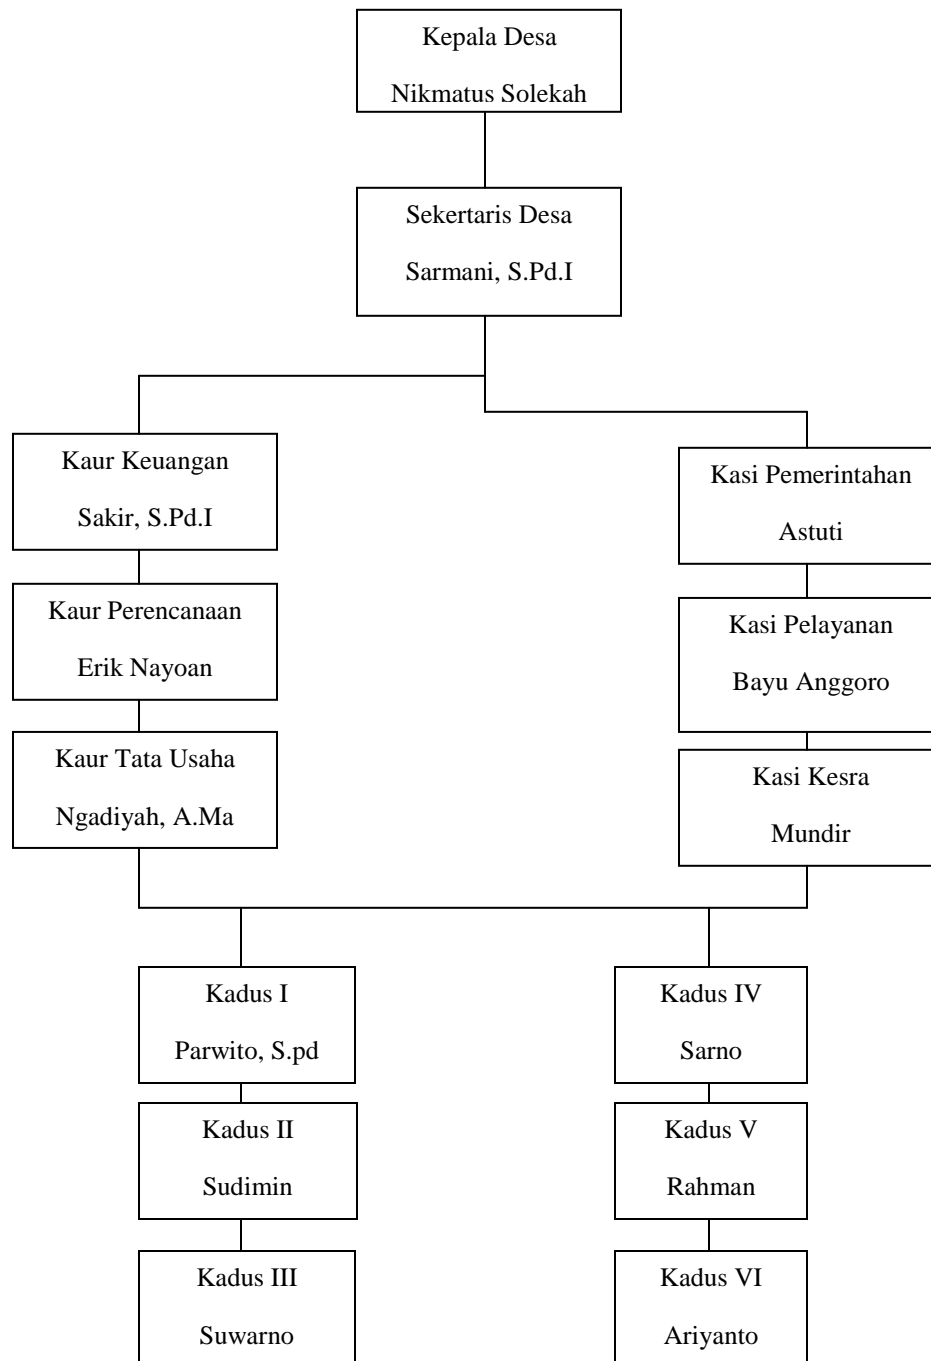 Kepala Desa
Nikmatus Solekah
Sekertaris Desa
Sarmani, S.Pd.I
Kaur Keuangan
Sakir, S.Pd.I
Kaur Perencanaan
Erik Nayoan
Kaur Tata Usaha
Ngadiyah, A.Ma
Kasi Pemerintahan
Astuti
Kasi Pelayanan
Bayu Anggoro
Kasi Kesra
Mundir
Kadus I
Parwito, S.pd
Kadus II
Sudimin
Kadus III
Suwarno
Kadus IV
Sarno
Kadus V
Rahman
Kadus VI
Ariyanto